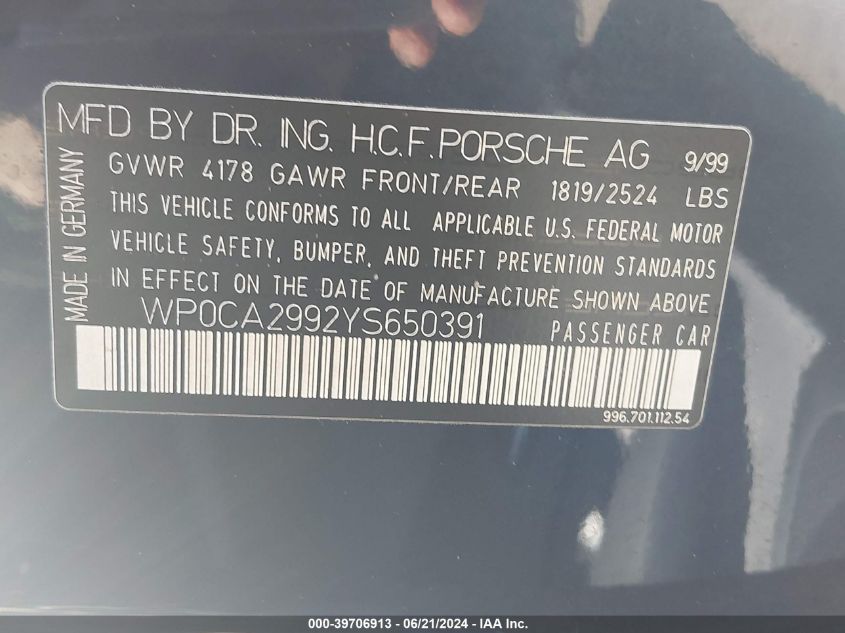 MFD BY DR. ING. H.C.F. PORSCHE AG 9/99
GVWR 4178 GAWR FRONT/REAR 1819/2524 LBS
THIS VEHICLE CONFORMS TO ALL APPLICABLE U.S. FEDERAL MOTOR
VEHICLE SAFETY, BUMPER, AND THEFT PREVENTION STANDARDS
IN EFFECT ON THE DATE OF MANUFACTURE SHOWN ABOVE
WP0CA2992YS650391 PASSENGER CAR
MADE IN GERMANY
996.701.112.54
000-39706913 - 06/21/2024 - IAA Inc.